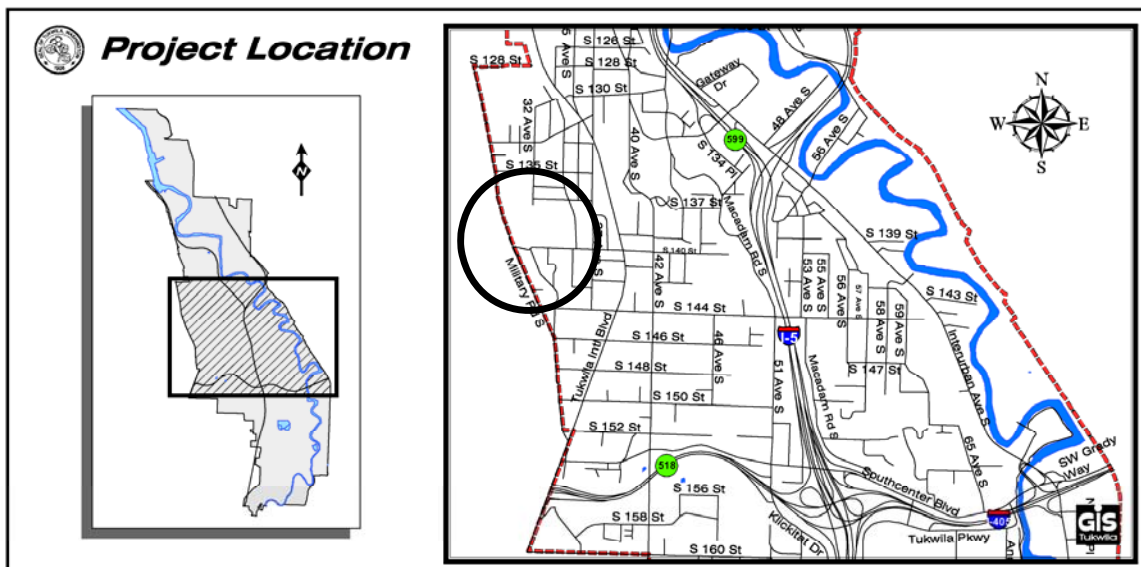 Project Location
N
S 126 St
S 128 St
S 128 St
S 130 St
32 Ave S
40 Ave S
Gateway
Dr
48 Ave S
56 Ave S
599
S 134 Pl
S 135 St
S 137 St
Macadam Rd S
S 139 St
S 140 St
Military Rd S
42 Ave S
53 Ave S
55 Ave S
56 Ave S
57 Ave S
58 Ave S
59 Ave S
S 143 St
S 144 St
Tukwila Intl Blvd
S 146 St
46 Ave S
I-5
S 147 St
S 148 St
Interurban Ave S
S 150 St
51 Ave S
Macadam Rd S
S 152 St
65 Ave S
SW Grady
Way
518
Southcenter Blvd
S 156 St
S 158 St
Klickitat Dr
Tukwila Pkwy
I-405
S 160 St
N
W
E
S
GIS
Tukwila